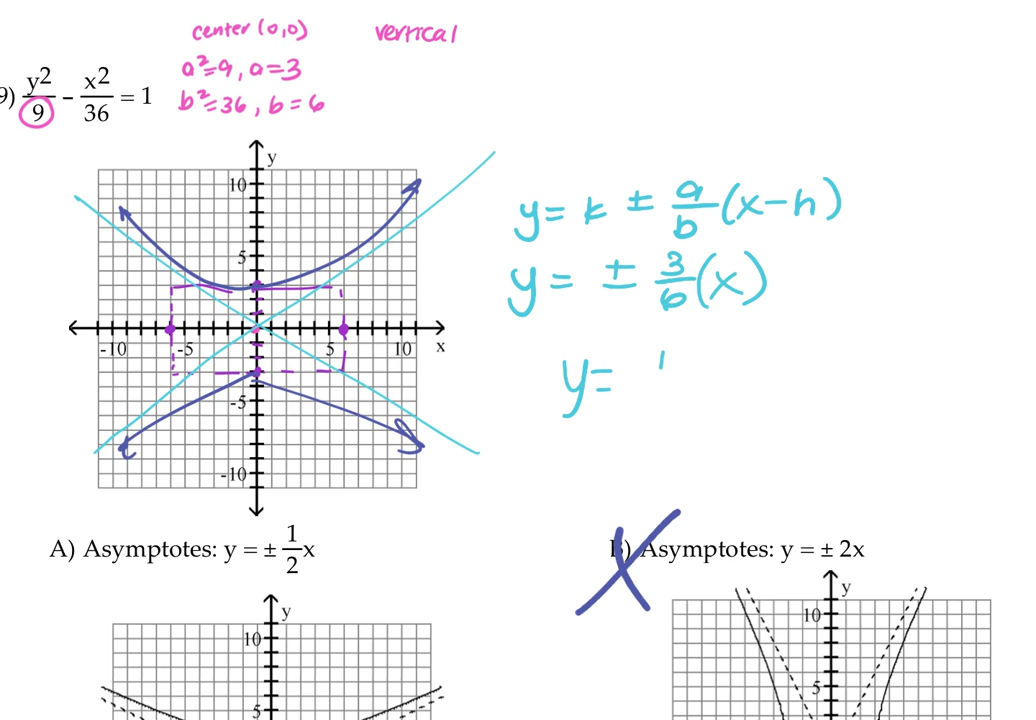 center (0,0) vertical
a²=9, a=3
b²=36, b=6
9) y2/9 - x2/36 = 1
y
10
5
-10 -5 5 10 x
-5
-10
y= k ± a/b (x-h)
y= ± 3/6 (x)
y=
A) Asymptotes: y = ± 1/2 x
B) Asymptotes: y = ± 2x
y
10
5
y
10
5